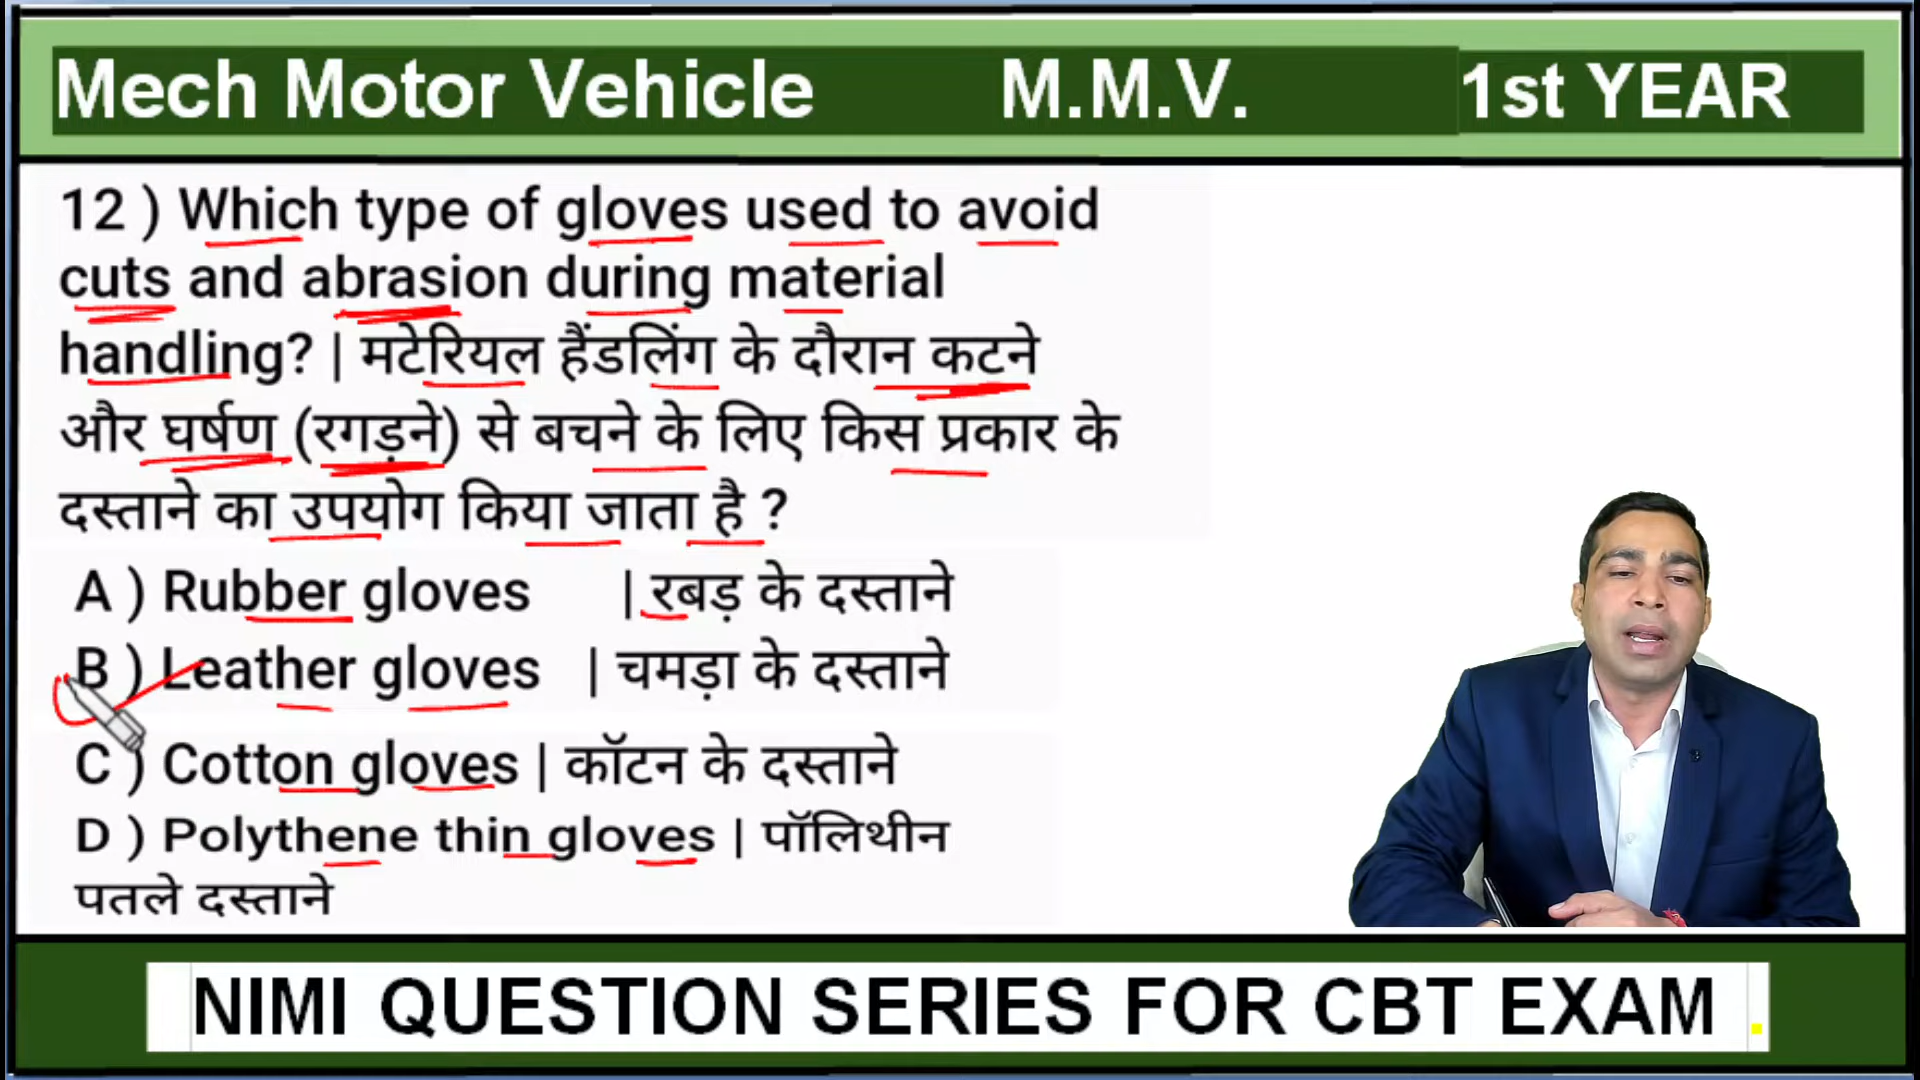 Mech Motor Vehicle M.M.V. 1st YEAR
12 ) Which type of gloves used to avoid
cuts and abrasion during material
handling? | मटेरियल हैंडलिंग के दौरान कटने
और घर्षण (रगड़ने) से बचने के लिए किस प्रकार के
दस्ताने का उपयोग किया जाता है ?
A ) Rubber gloves | रबड़ के दस्ताने
B ) Leather gloves | चमड़ा के दस्ताने
C ) Cotton gloves | कॉटन के दस्ताने
D ) Polythene thin gloves | पॉलिथीन
पतले दस्ताने
NIMI QUESTION SERIES FOR CBT EXAM .